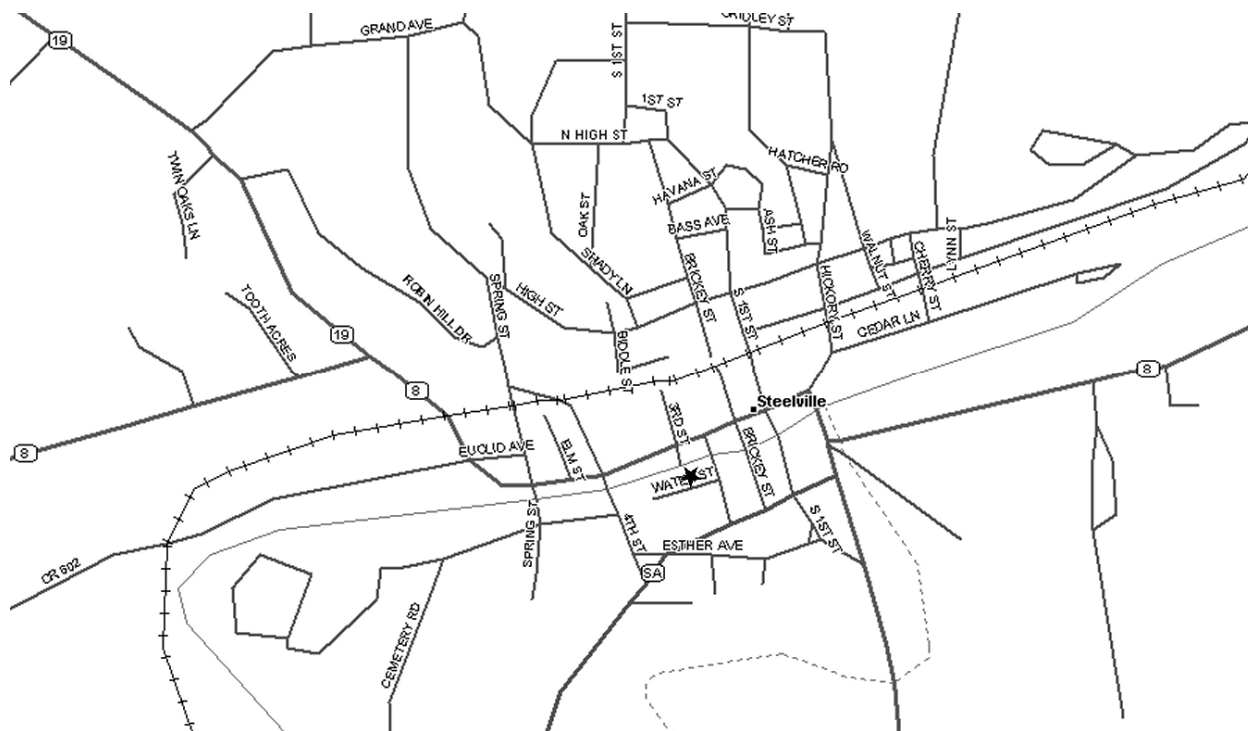 GRIDLEY ST
GRAND AVE
19
S 1ST ST
1ST ST
N HIGH ST
HATCHER RD
TWIN OAKS LN
HAVANA ST
OAK ST
BASS AVE
ASH ST
WALNUT ST
LYNN ST
CHERRY ST
SHADY LN
BRICKEY ST
HICKORY ST
ROBIN HILL DR
SPRING ST
HIGH ST
S 1ST ST
TOOTH ACRES
19
CEDAR LN
BIDDLE ST
8
8
Steelville
3RD ST
8
EUCLID AVE
ELM ST
BRICKEY ST
WATER ST
SPRING ST
4TH ST
S 1ST ST
ESTHER AVE
CR 602
SA
CEMETERY RD